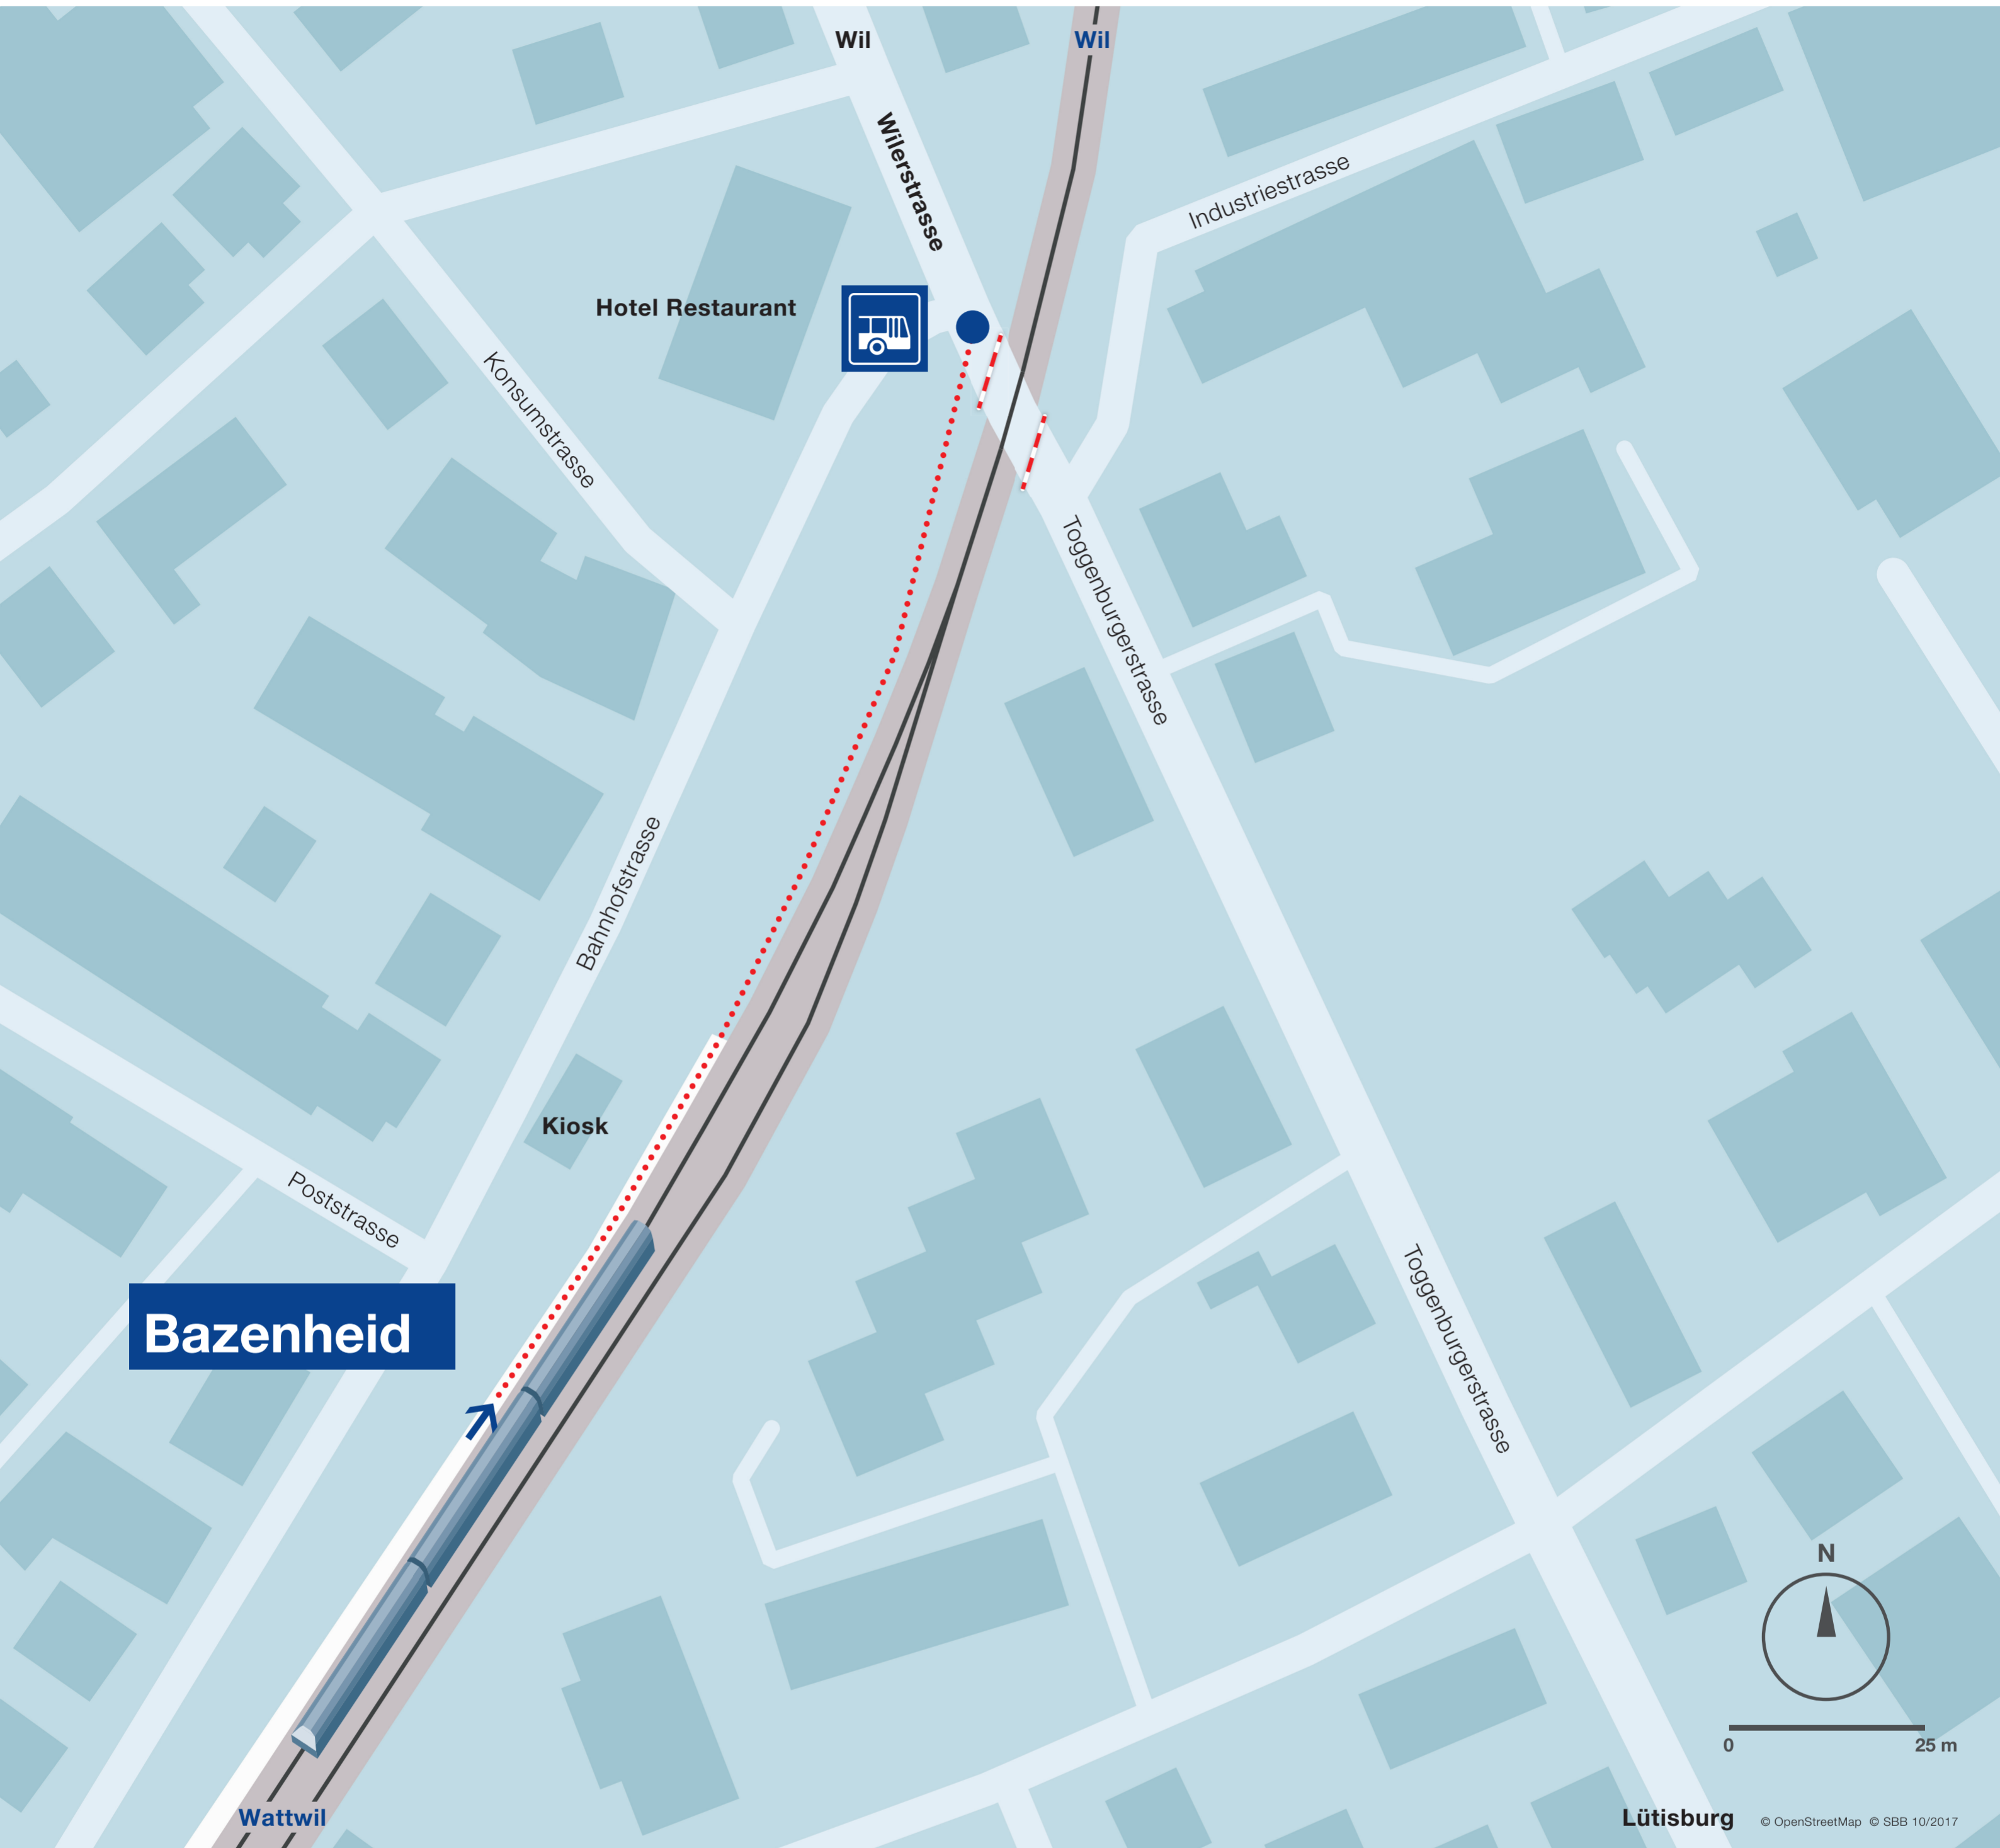 Wil
Wil
Wilerstrasse
Industriestrasse
Hotel Restaurant
Konsumstrasse
Toggenburgerstrasse
Bahnhofstrasse
Kiosk
Poststrasse
Bazenheid
Toggenburgerstrasse
N
0 25 m
Wattwil
Lütisburg © OpenStreetMap © SBB 10/2017